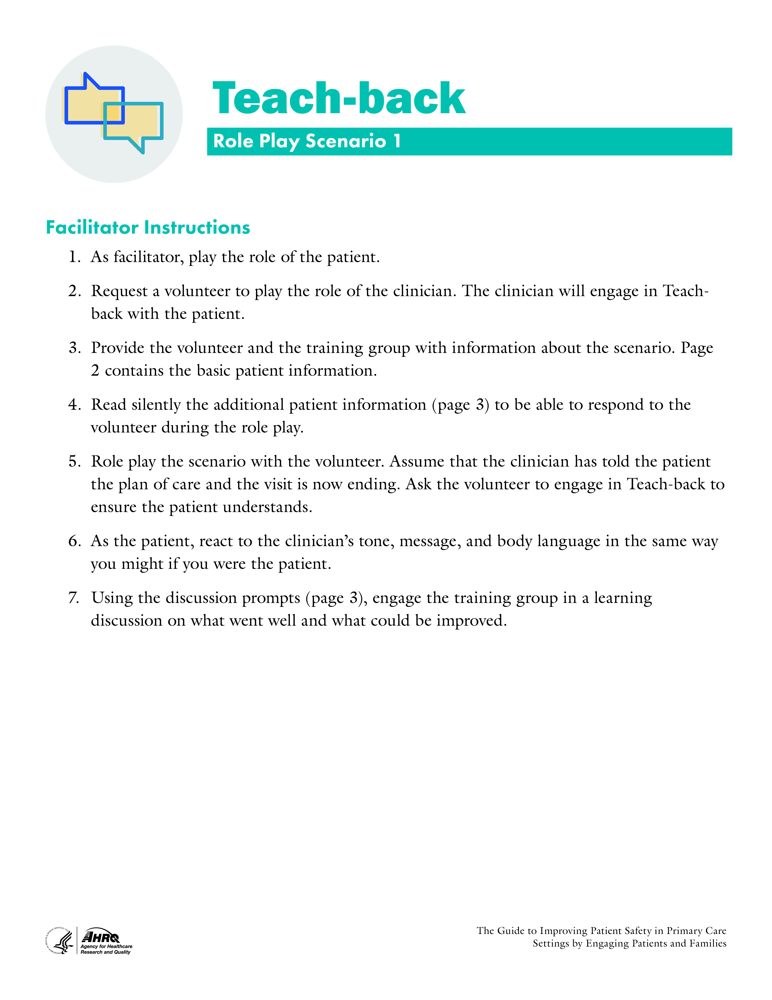 Teach-back
Role Play Scenario 1
Facilitator Instructions
1. As facilitator, play the role of the patient.
2. Request a volunteer to play the role of the clinician. The clinician will engage in Teach-
back with the patient.
3. Provide the volunteer and the training group with information about the scenario. Page
2 contains the basic patient information.
4. Read silently the additional patient information (page 3) to be able to respond to the
volunteer during the role play.
5. Role play the scenario with the volunteer. Assume that the clinician has told the patient
the plan of care and the visit is now ending. Ask the volunteer to engage in Teach-back to
ensure the patient understands.
6. As the patient, react to the clinician’s tone, message, and body language in the same way
you might if you were the patient.
7. Using the discussion prompts (page 3), engage the training group in a learning
discussion on what went well and what could be improved.
DEPARTMENT OF HEALTH & HUMAN SERVICES • USA
AHRQ
Agency for Healthcare
Research and Quality
The Guide to Improving Patient Safety in Primary Care
Settings by Engaging Patients and Families